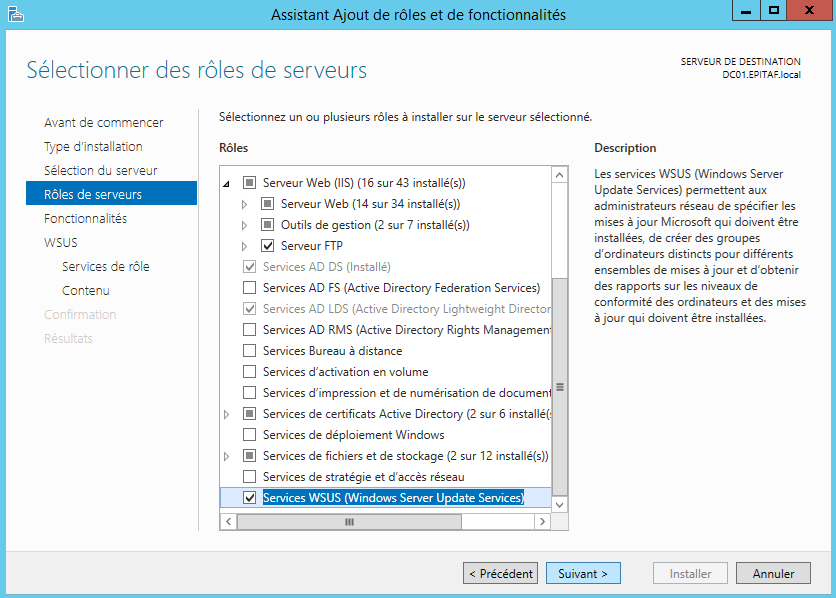 Assistant Ajout de rôles et de fonctionnalités
Sélectionner des rôles de serveurs
SERVEUR DE DESTINATION
DC01.EPITAF.local
Avant de commencer
Type d'installation
Sélection du serveur
Rôles de serveurs
Fonctionnalités
WSUS
Services de rôle
Contenu
Confirmation
Résultats
Sélectionnez un ou plusieurs rôles à installer sur le serveur sélectionné.
Rôles
Serveur Web (IIS) (16 sur 43 installé(s))
Serveur Web (14 sur 34 installé(s))
Outils de gestion (2 sur 7 installé(s))
Serveur FTP
Services AD DS (Installé)
Services AD FS (Active Directory Federation Services)
Services AD LDS (Active Directory Lightweight Director
Services AD RMS (Active Directory Rights Management
Services Bureau à distance
Services d'activation en volume
Services d'impression et de numérisation de document
Services de certificats Active Directory (2 sur 6 installé(s
Services de déploiement Windows
Services de fichiers et de stockage (2 sur 12 installé(s))
Services de stratégie et d'accès réseau
Services WSUS (Windows Server Update Services)
Description
Les services WSUS (Windows Server
Update Services) permettent aux
administrateurs réseau de spécifier les
mises à jour Microsoft qui doivent être
installées, de créer des groupes
d'ordinateurs distincts pour différents
ensembles de mises à jour et d'obtenir
des rapports sur les niveaux de
conformité des ordinateurs et des mises
à jour qui doivent être installées.
< Précédent
Suivant >
Installer
Annuler